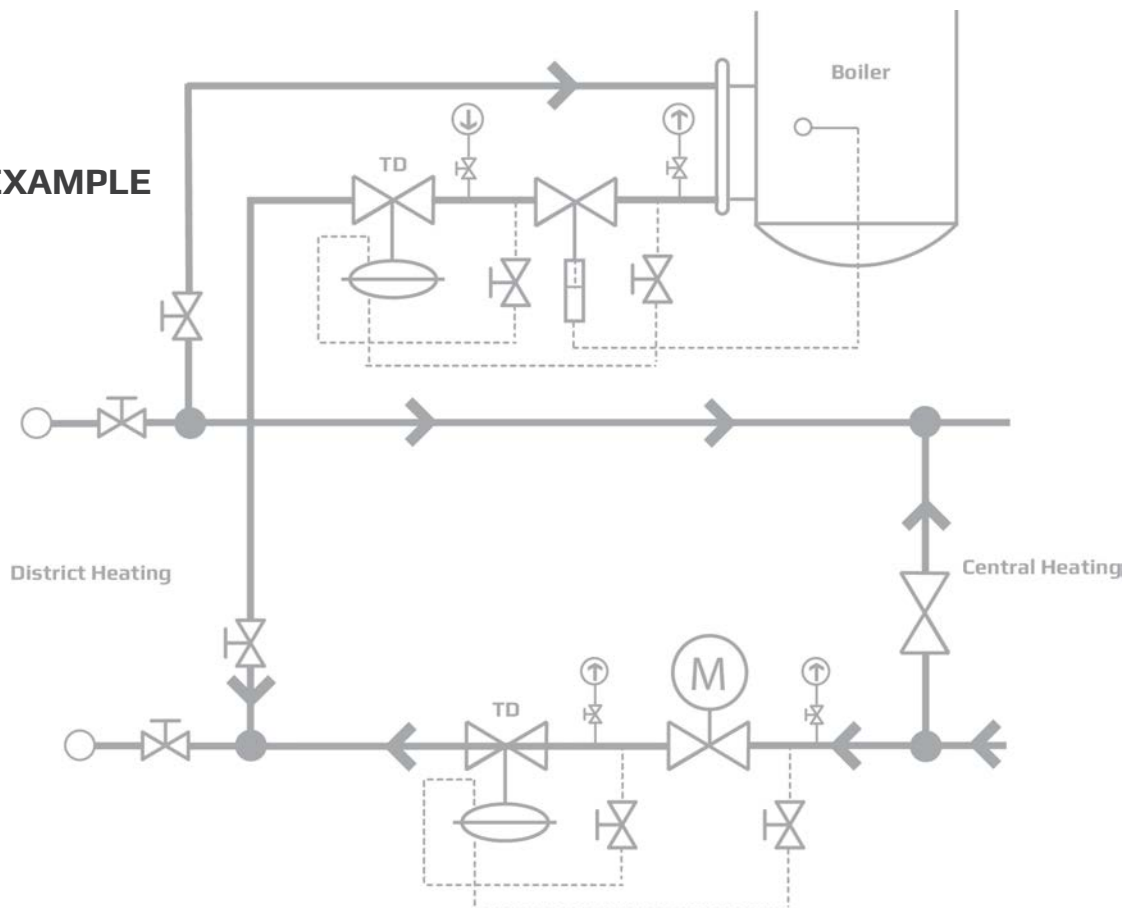 Boiler
TD
EXAMPLE
District Heating
Central Heating
M
TD